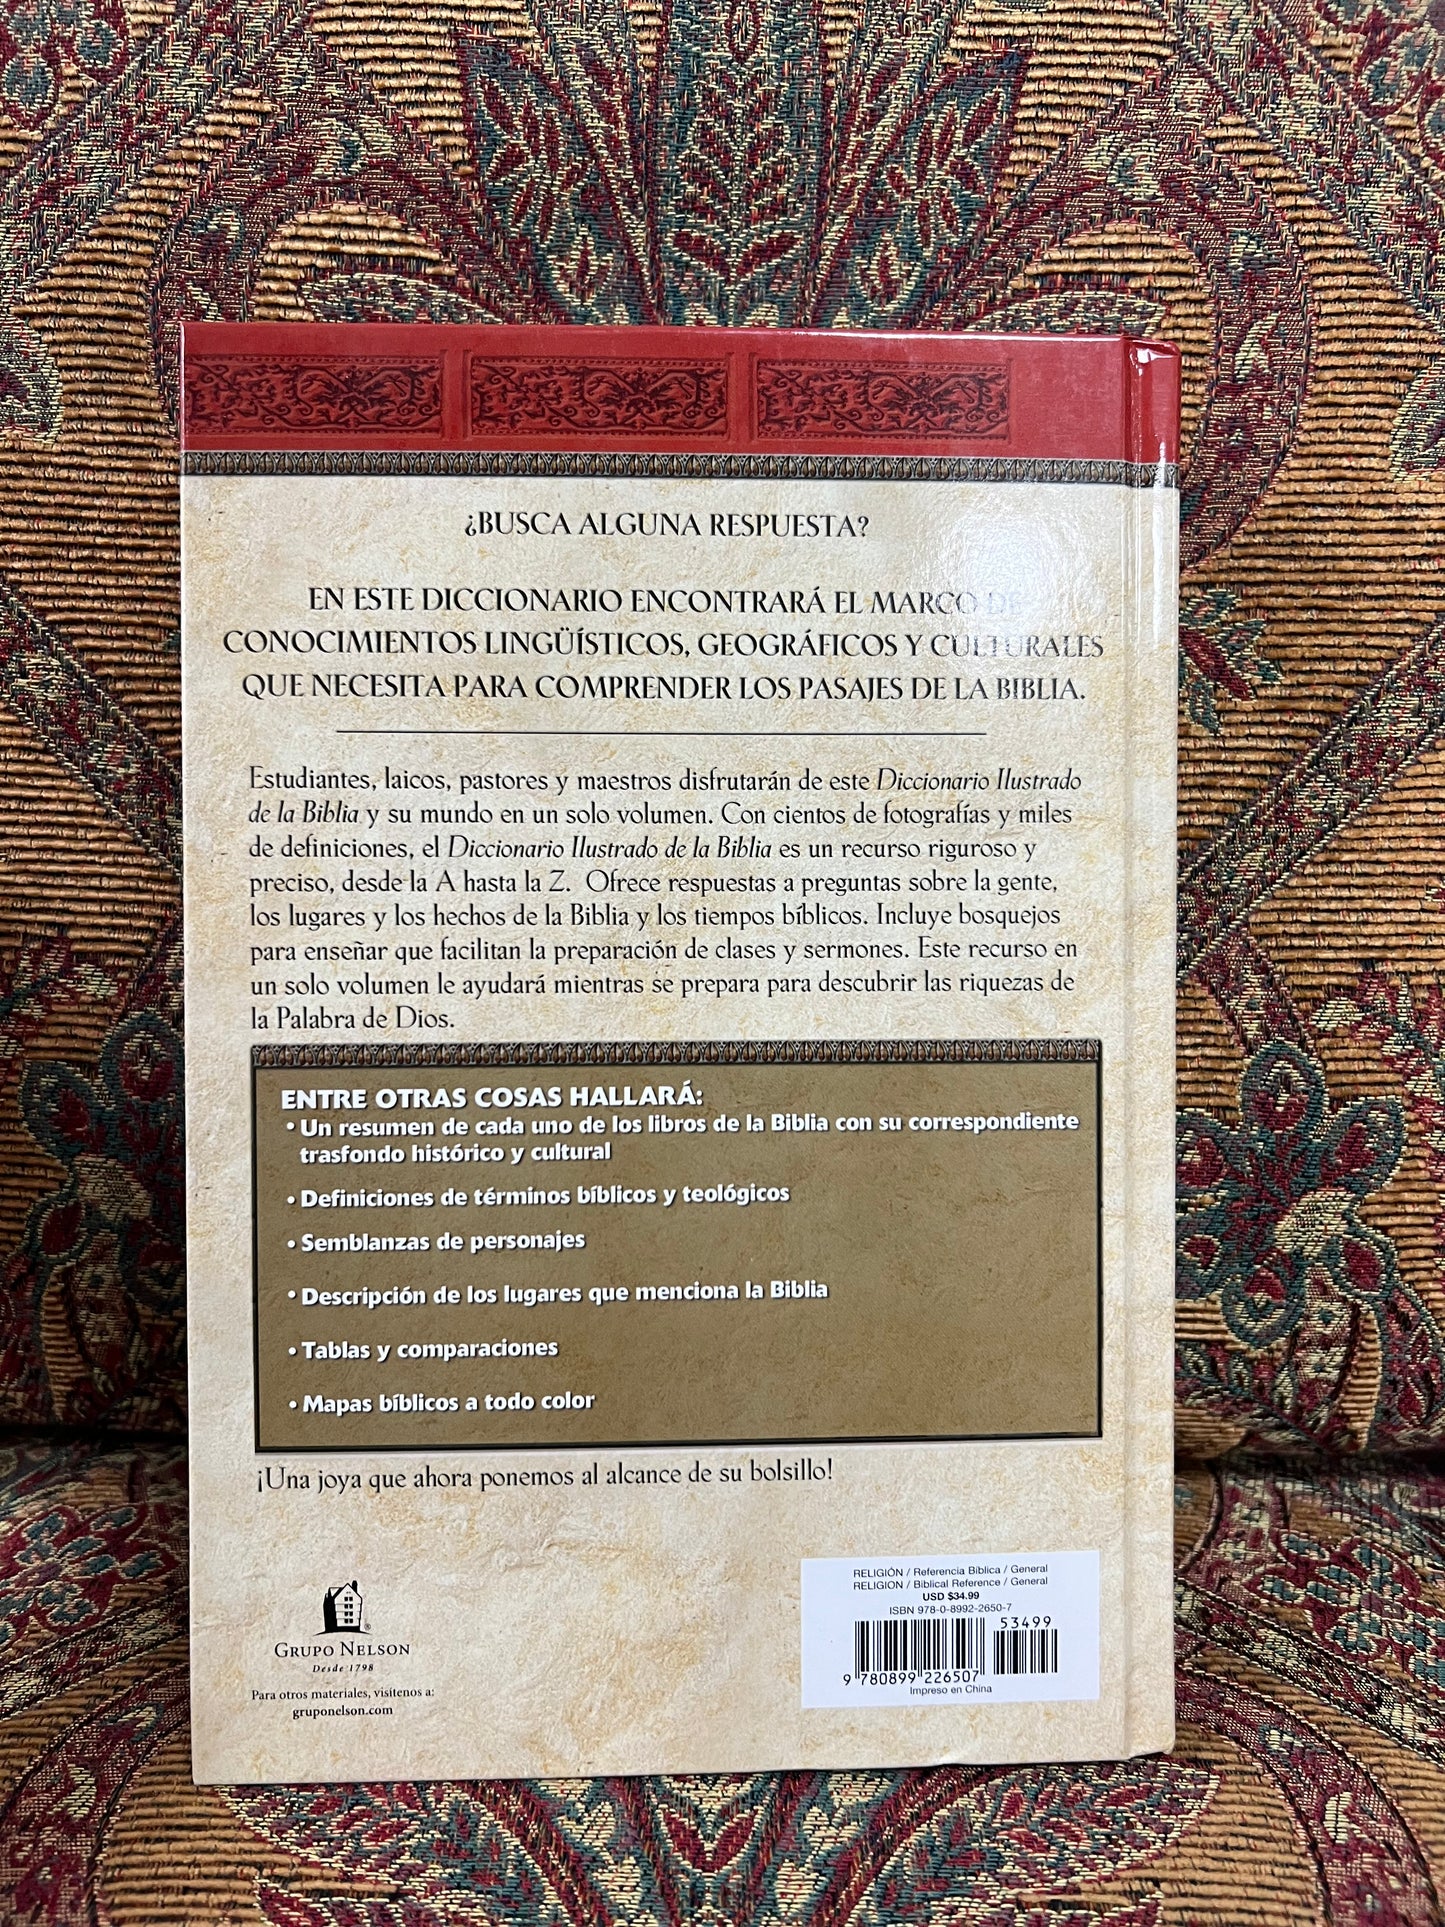 ¿BUSCA ALGUNA RESPUESTA?
EN ESTE DICCIONARIO ENCONTRARÁ EL MARCO DE
CONOCIMIENTOS LINGÜÍSTICOS, GEOGRÁFICOS Y CULTURALES
QUE NECESITA PARA COMPRENDER LOS PASAJES DE LA BIBLIA.
Estudiantes, laicos, pastores y maestros disfrutarán de este Diccionario Ilustrado
de la Biblia y su mundo en un solo volumen. Con cientos de fotografías y miles
de definiciones, el Diccionario Ilustrado de la Biblia es un recurso riguroso y
preciso, desde la A hasta la Z. Ofrece respuestas a preguntas sobre la gente,
los lugares y los hechos de la Biblia y los tiempos bíblicos. Incluye bosquejos
para enseñar que facilitan la preparación de clases y sermones. Este recurso en
un solo volumen le ayudará mientras se prepara para descubrir las riquezas de
la Palabra de Dios.
ENTRE OTRAS COSAS HALLARÁ:
• Un resumen de cada uno de los libros de la Biblia con su correspondiente
trasfondo histórico y cultural
• Definiciones de términos bíblicos y teológicos
• Semblanzas de personajes
• Descripción de los lugares que menciona la Biblia
• Tablas y comparaciones
• Mapas bíblicos a todo color
¡Una joya que ahora ponemos al alcance de su bolsillo!
GRUPO NELSON
Desde 1798
Para otros materiales, visítenos a:
gruponelson.com
RELIGIÓN / Referencia Bíblica / General
RELIGION / Biblical Reference / General
USD $34.99
ISBN 978-0-8992-2650-7
53499
9 780899 226507
Impreso en China